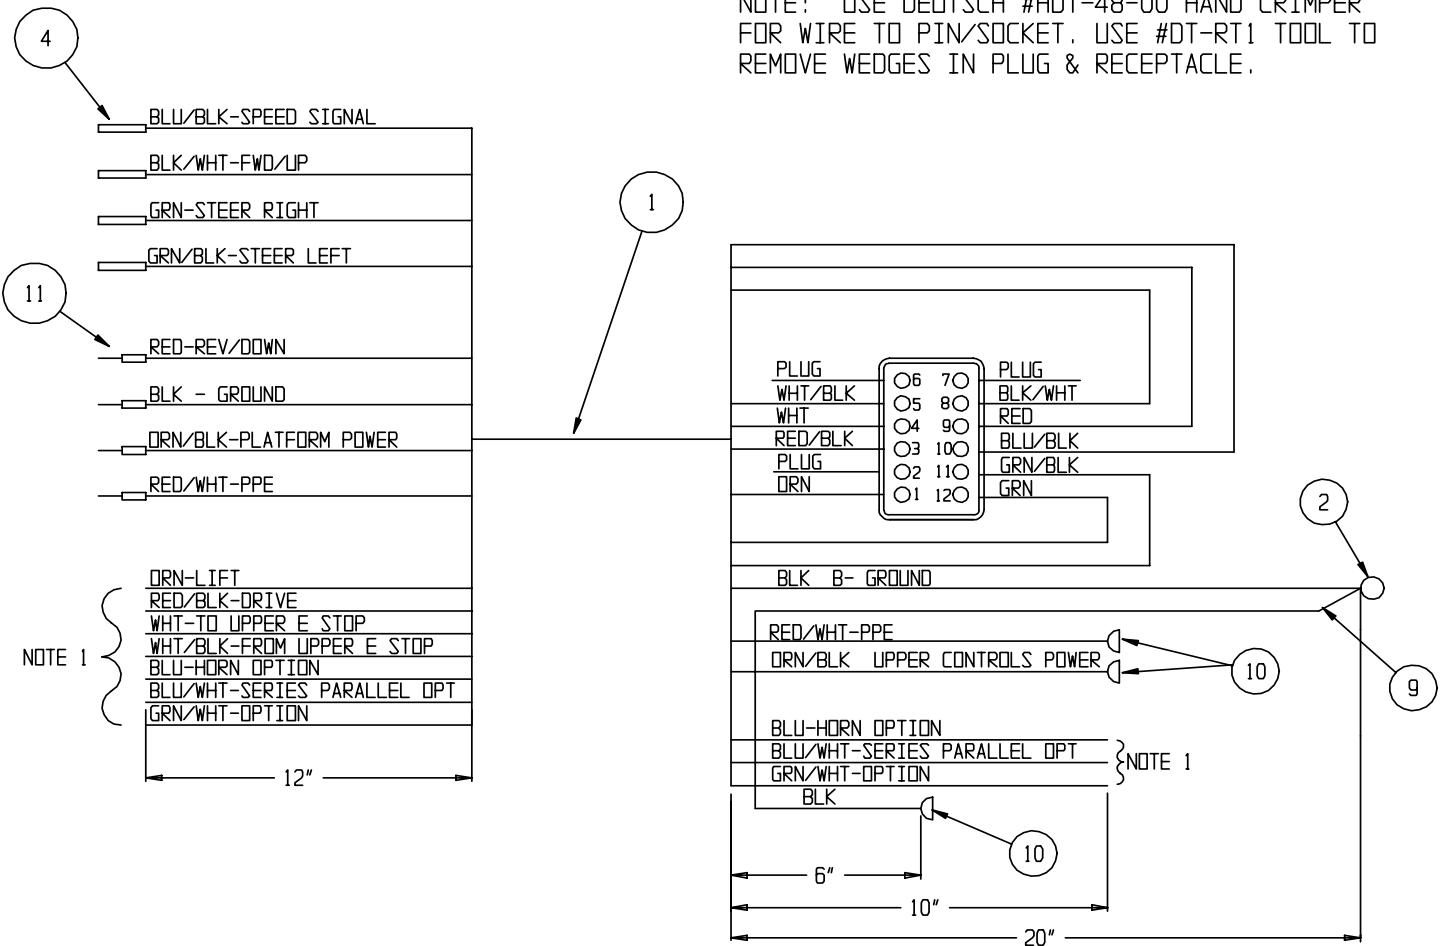 NOTE: USE DEUTSCH #HDT-48-00 HAND CRIMPER
FOR WIRE TO PIN/SOCKET. USE #DT-RT1 TOOL TO
REMOVE WEDGES IN PLUG & RECEPTACLE.
4
BLU/BLK-SPEED SIGNAL
BLK/WHT-FWD/UP
GRN-STEER RIGHT
GRN/BLK-STEER LEFT
11
RED-REV/DOWN
BLK - GROUND
ORN/BLK-PLATFORM POWER
RED/WHT-PPE
ORN-LIFT
RED/BLK-DRIVE
WHT-TO UPPER E STOP
WHT/BLK-FROM UPPER E STOP
BLU-HORN OPTION
BLU/WHT-SERIES PARALLEL OPT
GRN/WHT-OPTION
NOTE 1
12"
1
PLUG 6 7 PLUG
WHT/BLK 5 8 BLK/WHT
WHT 4 9 RED
RED/BLK 3 10 BLU/BLK
PLUG 2 11 GRN/BLK
ORN 1 12 GRN
2
BLK B- GROUND
RED/WHT-PPE
ORN/BLK UPPER CONTROLS POWER
10
9
BLU-HORN OPTION
BLU/WHT-SERIES PARALLEL OPT
GRN/WHT-OPTION
NOTE 1
BLK
10
6"
10"
20"